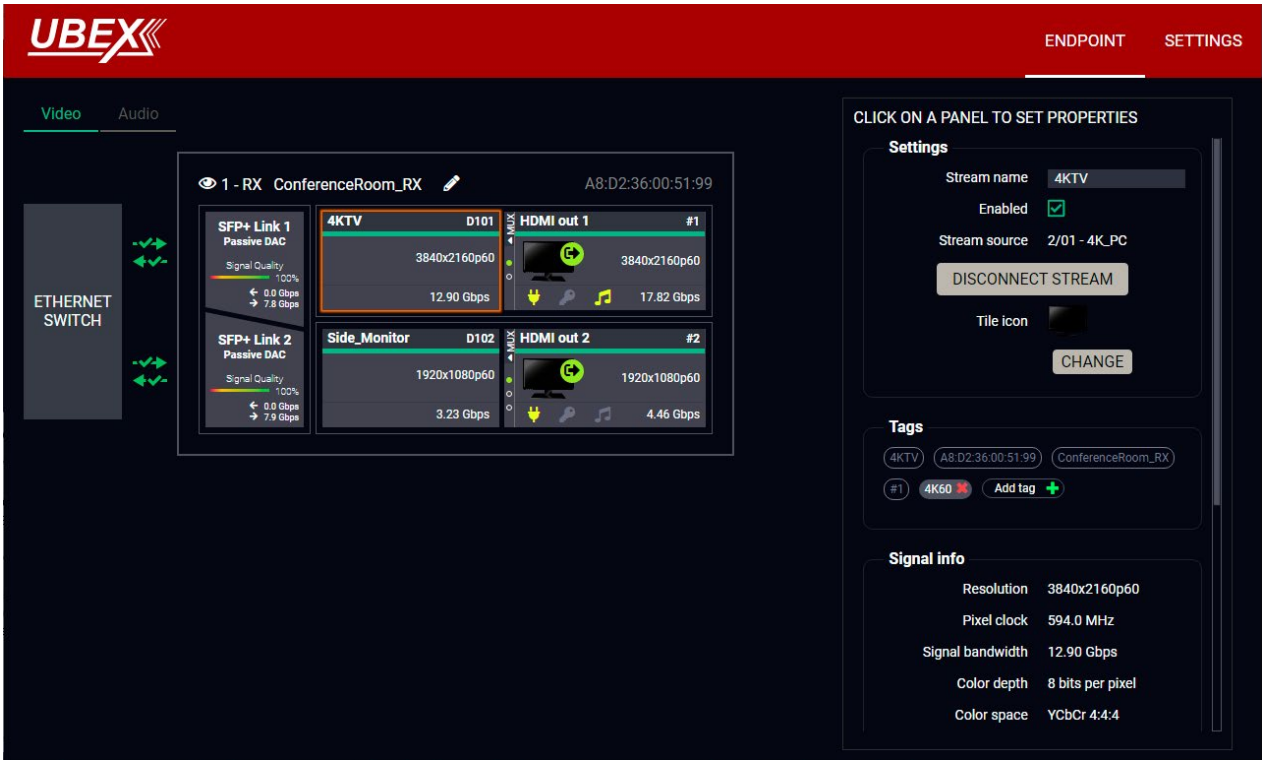 UBEX
ENDPOINT SETTINGS
Video Audio
1 - RX ConferenceRoom_RX A8:D2:36:00:51:99
ETHERNET
SWITCH
SFP+ Link 1
Passive DAC
Signal Quality
100%
0.0 Gbps
7.8 Gbps
4KTV D101
3840x2160p60
12.90 Gbps
MUX
HDMI out 1 #1
3840x2160p60
17.82 Gbps
SFP+ Link 2
Passive DAC
Signal Quality
100%
0.0 Gbps
7.9 Gbps
Side_Monitor D102
1920x1080p60
3.23 Gbps
MUX
HDMI out 2 #2
1920x1080p60
4.46 Gbps
CLICK ON A PANEL TO SET PROPERTIES
Settings
Stream name 4KTV
Enabled
Stream source 2/01 - 4K_PC
DISCONNECT STREAM
Tile icon
CHANGE
Tags
4KTV A8:D2:36:00:51:99 ConferenceRoom_RX
#1 4K60 Add tag
Signal info
Resolution 3840x2160p60
Pixel clock 594.0 MHz
Signal bandwidth 12.90 Gbps
Color depth 8 bits per pixel
Color space YCbCr 4:4:4